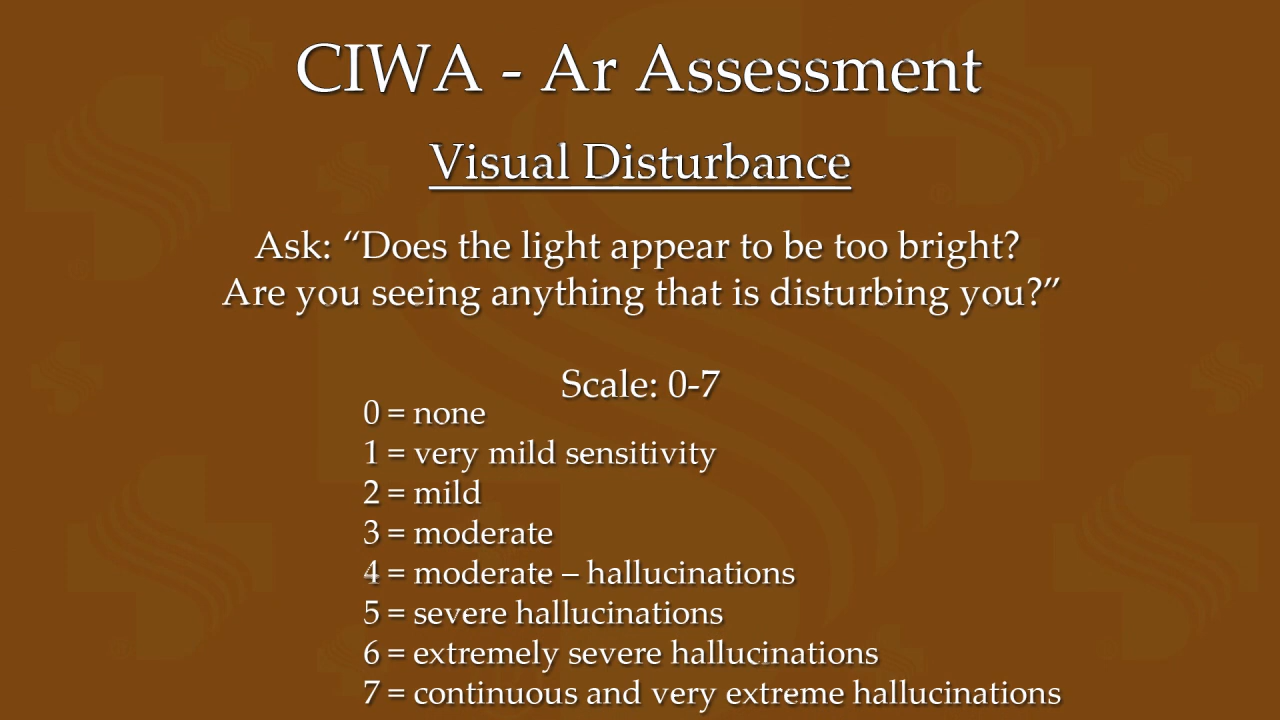 CIWA - Ar Assessment
Visual Disturbance
Ask: “Does the light appear to be too bright?
Are you seeing anything that is disturbing you?”
Scale: 0-7
0 = none
1 = very mild sensitivity
2 = mild
3 = moderate
4 = moderate – hallucinations
5 = severe hallucinations
6 = extremely severe hallucinations
7 = continuous and very extreme hallucinations